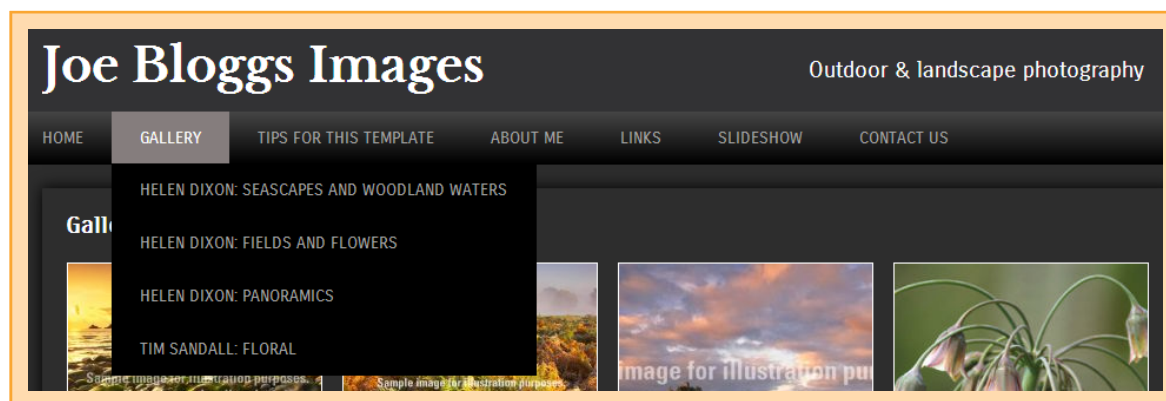 Joe Bloggs Images
Outdoor & landscape photography
HOME GALLERY TIPS FOR THIS TEMPLATE ABOUT ME LINKS SLIDESHOW CONTACT US
HELEN DIXON: SEASCAPES AND WOODLAND WATERS
Galle
HELEN DIXON: FIELDS AND FLOWERS
HELEN DIXON: PANORAMICS
TIM SANDALL: FLORAL
Sample image for illustration purposes.
Sample image for illustration purposes.
image for illustration pur